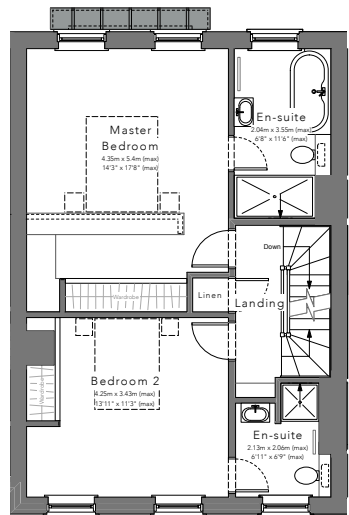 En-suite
2.04m x 3.55m (max)
6'8" x 11'6" (max)
Master
Bedroom
4.35m x 5.4m (max)
14'3" x 17'8" (max)
Down
Linen
Landing
Wardrobe
Bedroom 2
4.25m x 3.43m (max)
13'11" x 11'3" (max)
Wardrobe
En-suite
2.13m x 2.06m (max)
6'11" x 6'9" (max)